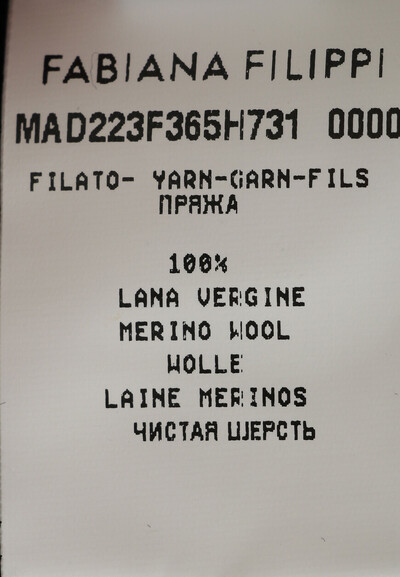 FABIANA FILIPPI
MAD223F365H731 0000
FILATO- YARN-GARN-FILS
ПРЯЖА
100%
LANA VERGINE
MERINO WOOL
WOLLE
LAINE MERINOS
ЧИСТАЯ ШЕРСТЬ